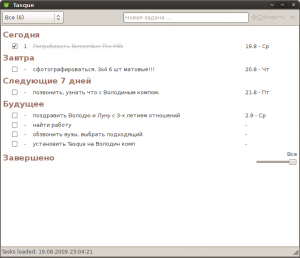 Tasque
Все (6)
Новая задача ...
Добавить
Сегодня
1 Попробовать Remember The Milk 19.8 - Ср
Завтра
- сфотографироваться. 3х4 6 шт матовые!!! 20.8 - Чт
Следующие 7 дней
- позвонить, узнать что с Володиным компом. 21.8 - Пт
Будущее
- поздравить Володю и Луну с 3-х летием отношений 2.9 - Ср
- найти работу -
- обзвонить вузы, выбрать подходящий -
- установить Tasque на Володин комп -
Завершено
Все
Tasks loaded: 19.08.2009 23:04:21